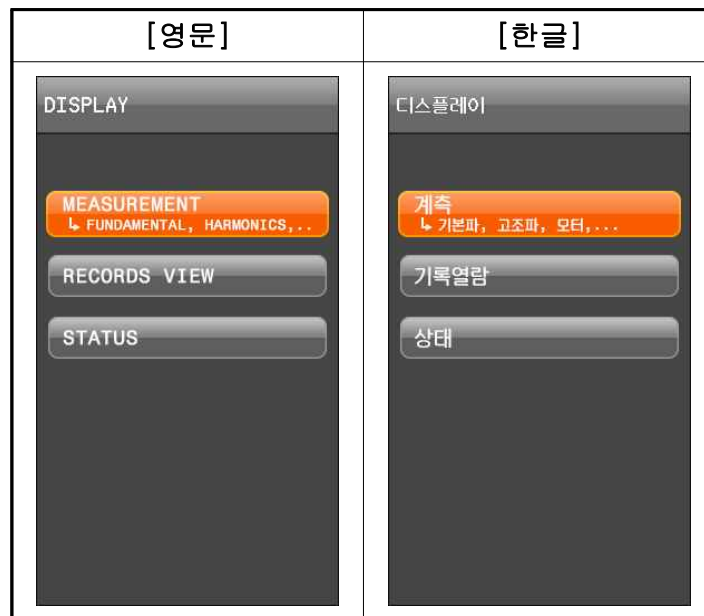 [영문]
[한글]
DISPLAY
MEASUREMENT
↳ FUNDAMENTAL, HARMONICS,..
RECORDS VIEW
STATUS
디스플레이
계측
↳ 기본파, 고조파, 모터,...
기록열람
상태